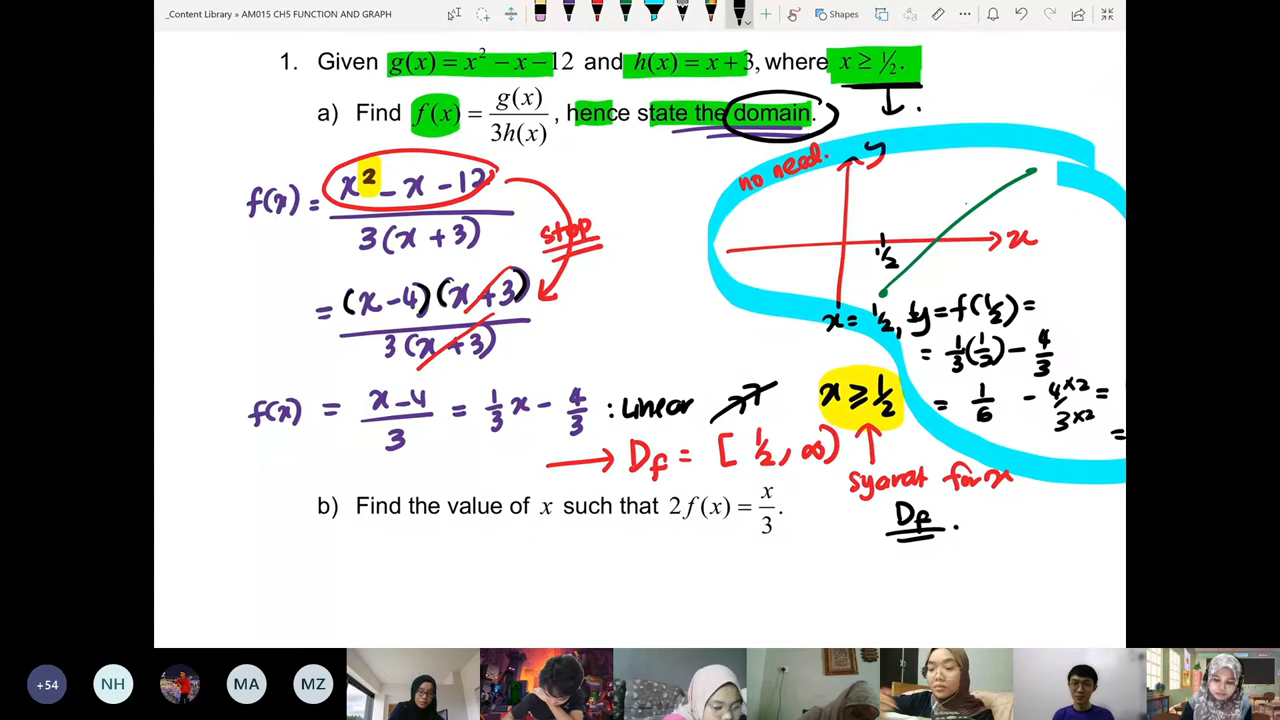 _Content Library » AM015 CH5 FUNCTION AND GRAPH
Shapes
1. Given g(x) = x² − x − 12 and h(x) = x + 3, where x ≥ ½.
a) Find f(x) = g(x)/3h(x), hence state the domain.
no need.
y
f(x) = x² − x − 12 / 3(x + 3)
stop
x
½
= (x − 4)(x + 3) / 3(x + 3)
x = ½, y = f(½) =
= ⅓(½) − 4/3
f(x) = x − 4 / 3 = ⅓x − 4/3 : Linear
x ≥ ½
= 1/6 − 4×2/3×2 =
=
→ Df = [½, ∞)
syarat for x
b) Find the value of x such that 2f(x) = x/3.
Df.
+54
NH
MA
MZ